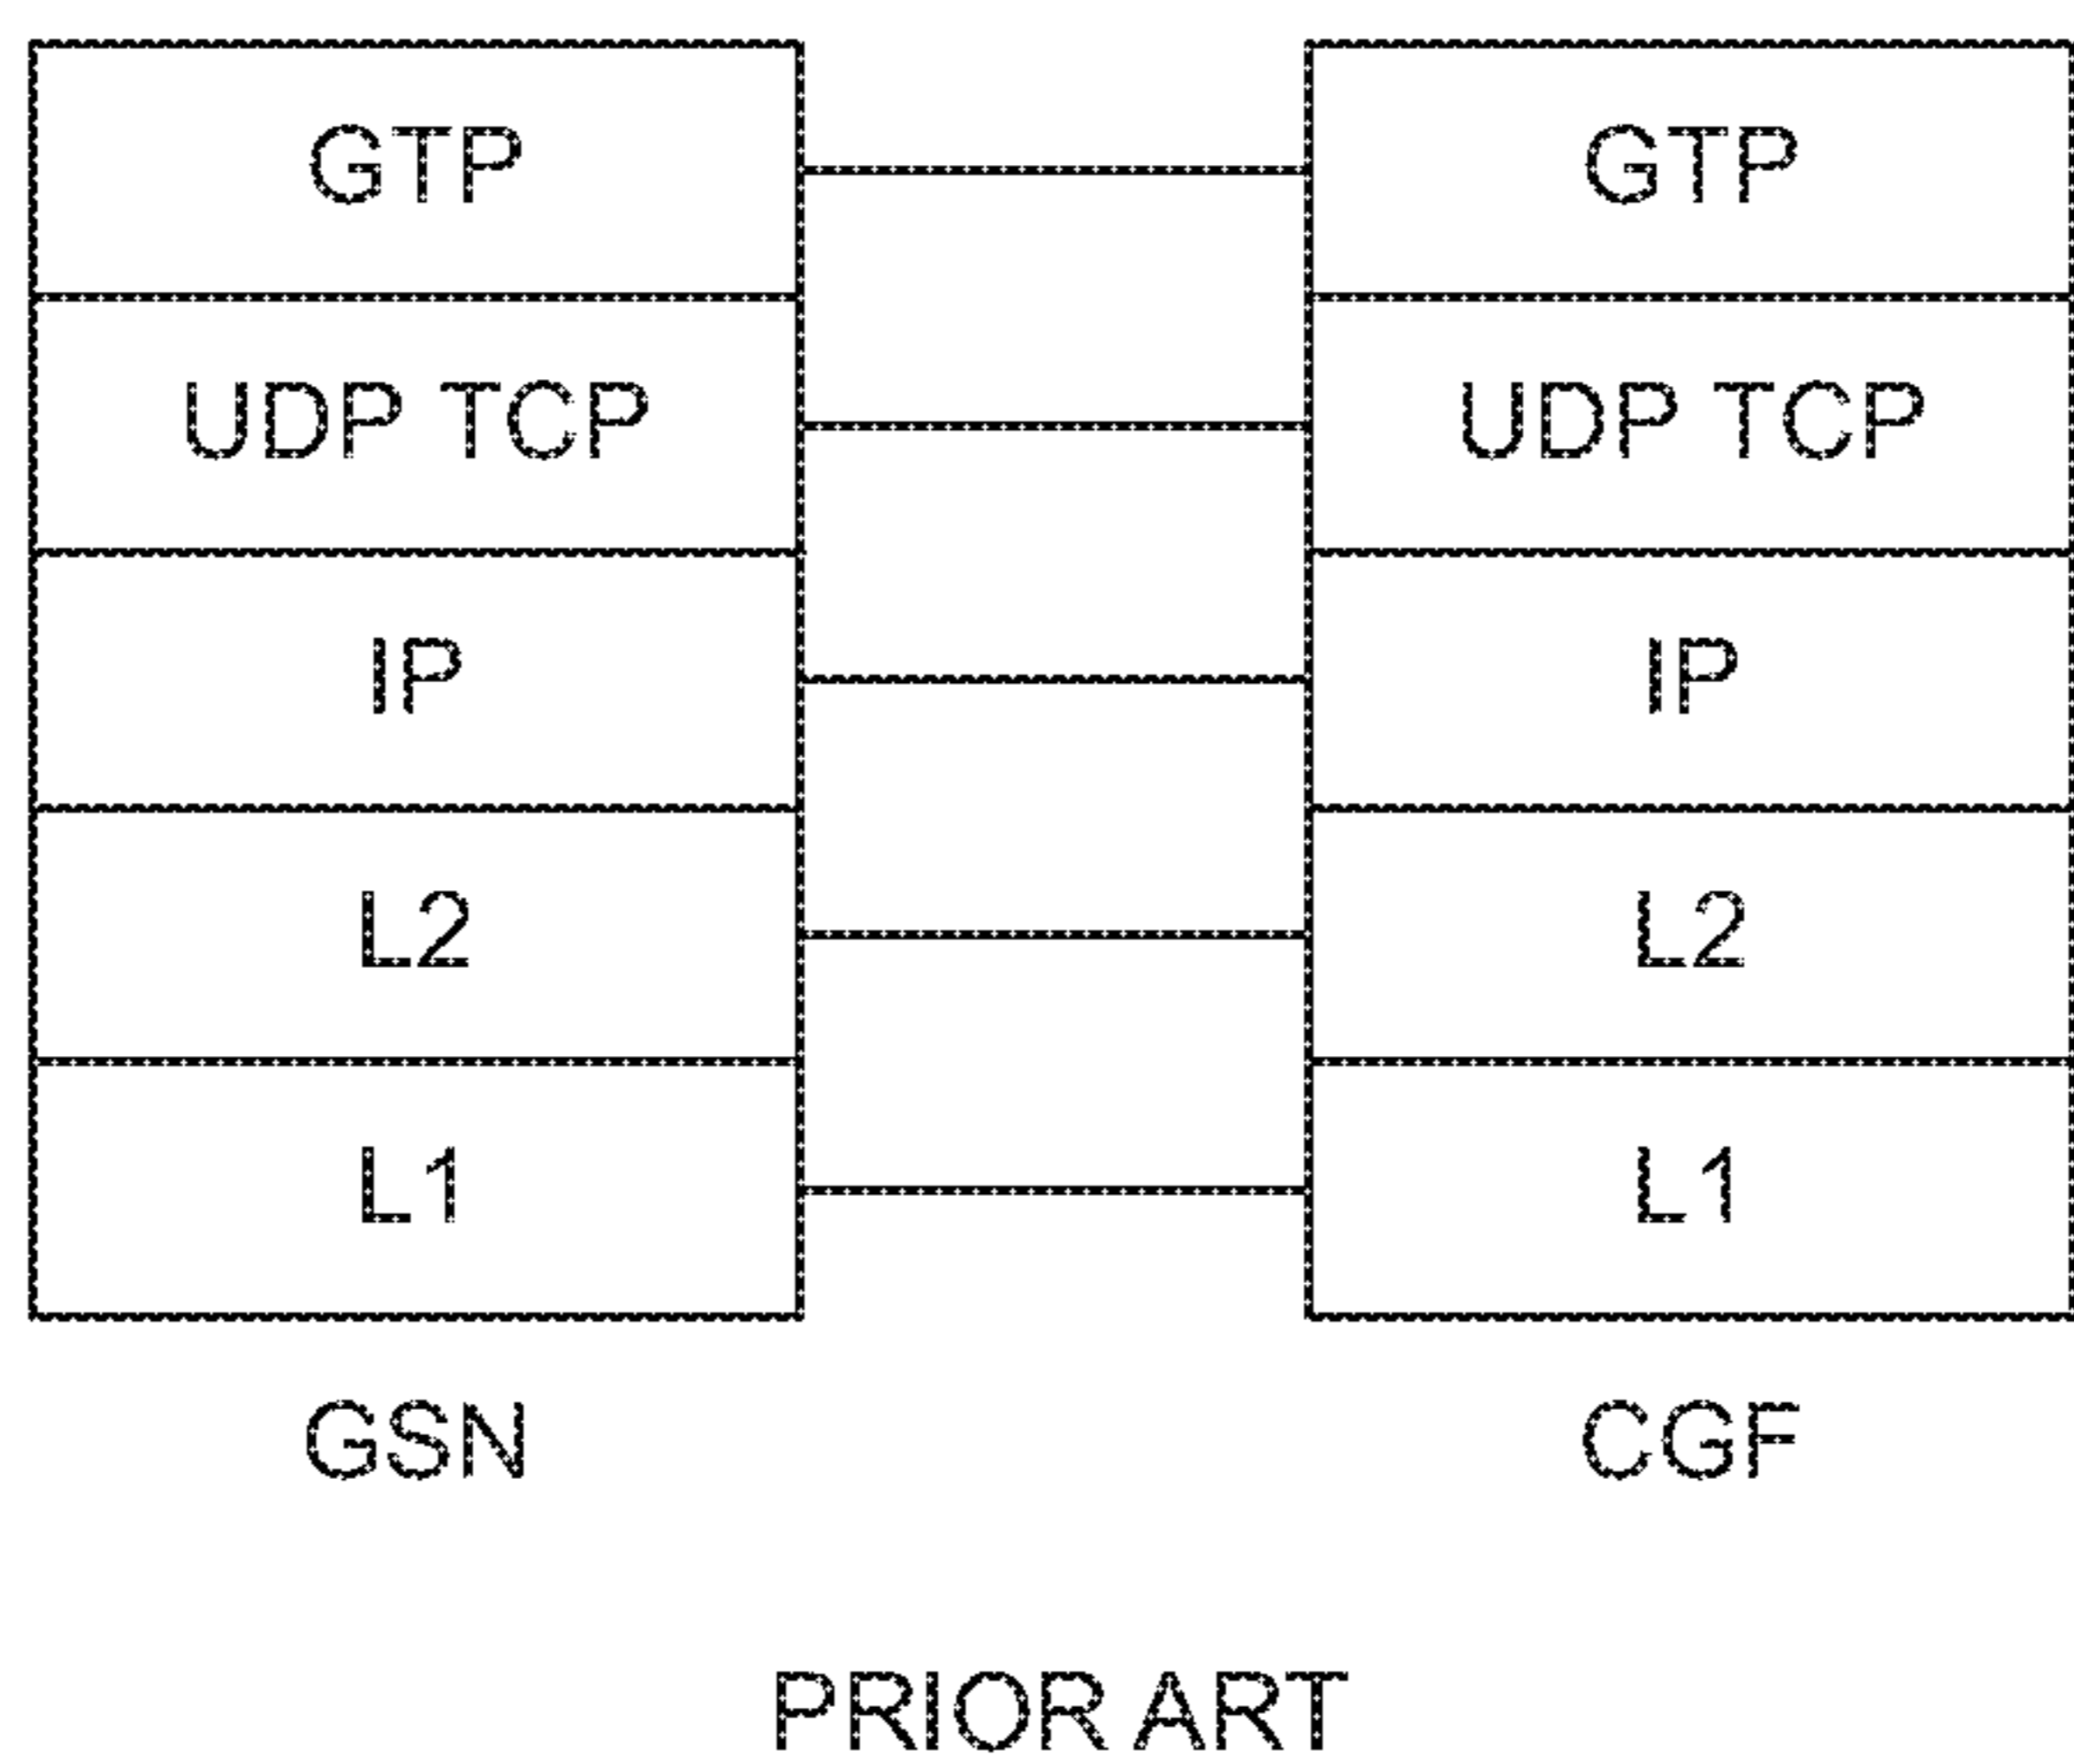 GTP GTP
UDP TCP UDP TCP
IP IP
L2 L2
L1 L1
GSN CGF
PRIOR ART